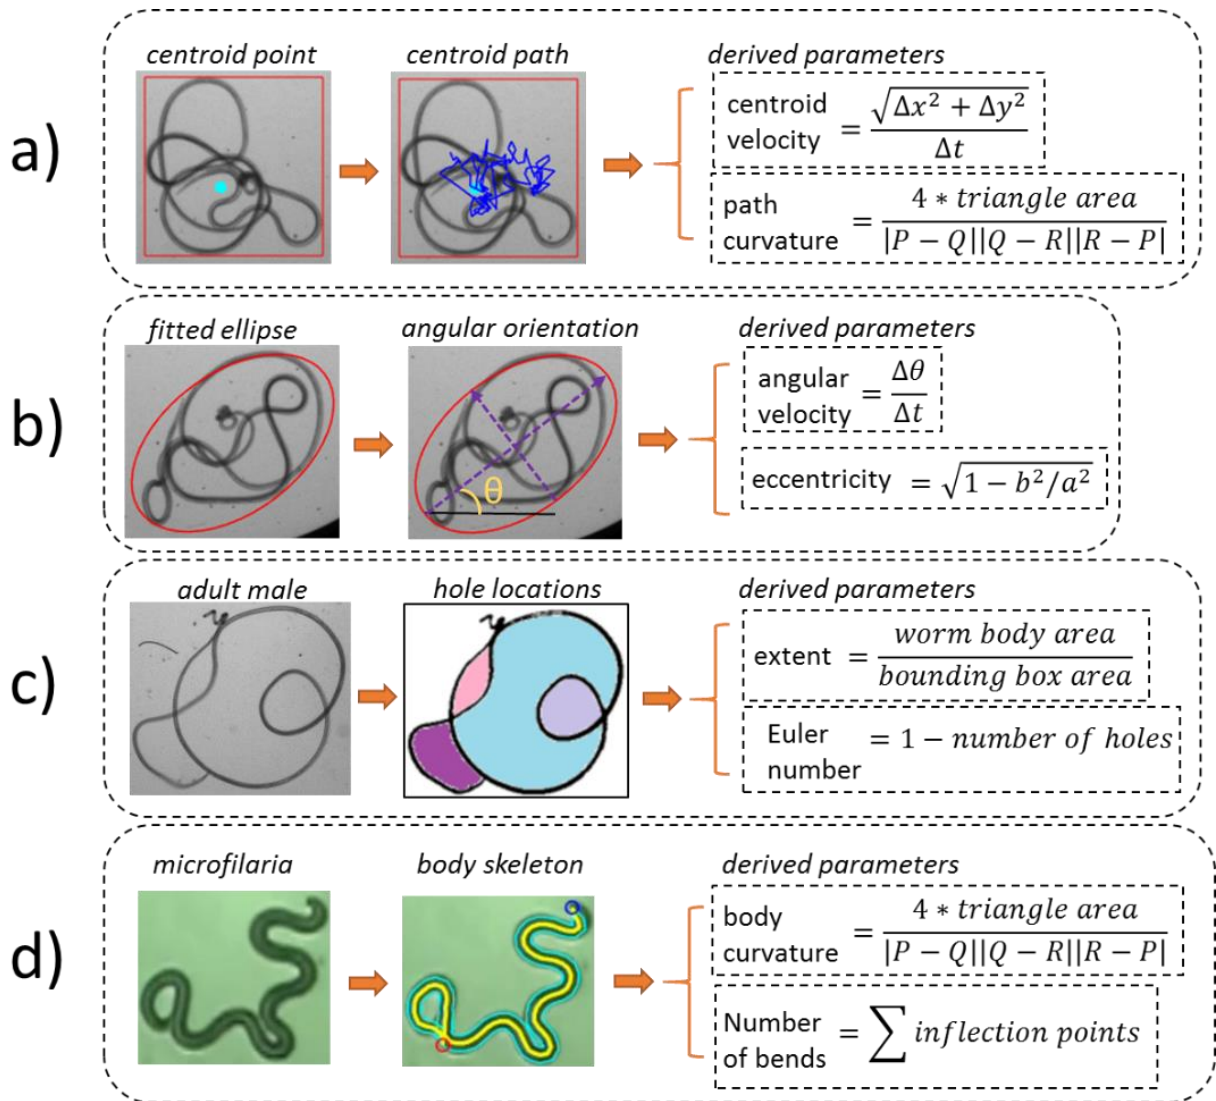 a)
centroid point
centroid path
derived parameters
centroid velocity = √(Δx² + Δy²) / Δt
path curvature = 4 * triangle area / |P − Q||Q − R||R − P|
b)
fitted ellipse
angular orientation
derived parameters
θ
angular velocity = Δθ / Δt
eccentricity = √(1 − b²/a²)
c)
adult male
hole locations
derived parameters
extent = worm body area / bounding box area
Euler number = 1 − number of holes
d)
microfilaria
body skeleton
derived parameters
body curvature = 4 * triangle area / |P − Q||Q − R||R − P|
Number of bends = ∑ inflection points